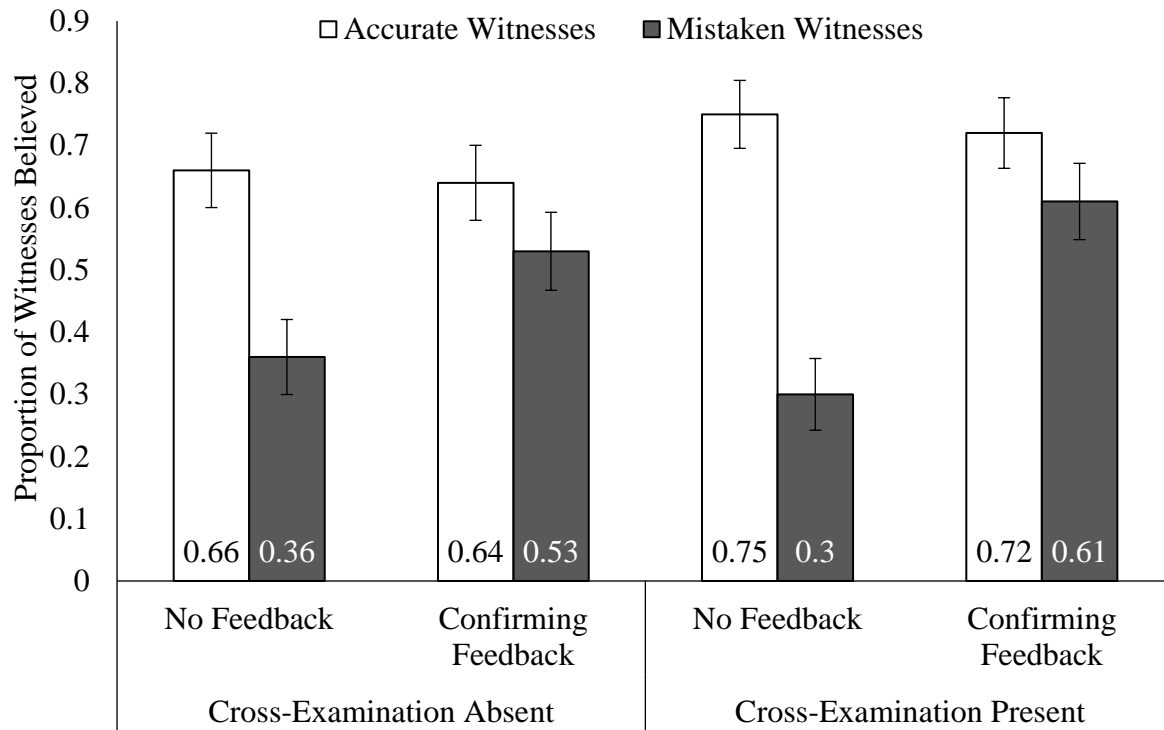 0.9
Accurate Witnesses Mistaken Witnesses
0.8
0.7
0.6
0.5
0.4
0.3
0.2
0.1
0
Proportion of Witnesses Believed
0.66 0.36 0.64 0.53 0.75 0.3 0.72 0.61
No Feedback Confirming No Feedback Confirming
Feedback Feedback
Cross-Examination Absent Cross-Examination Present